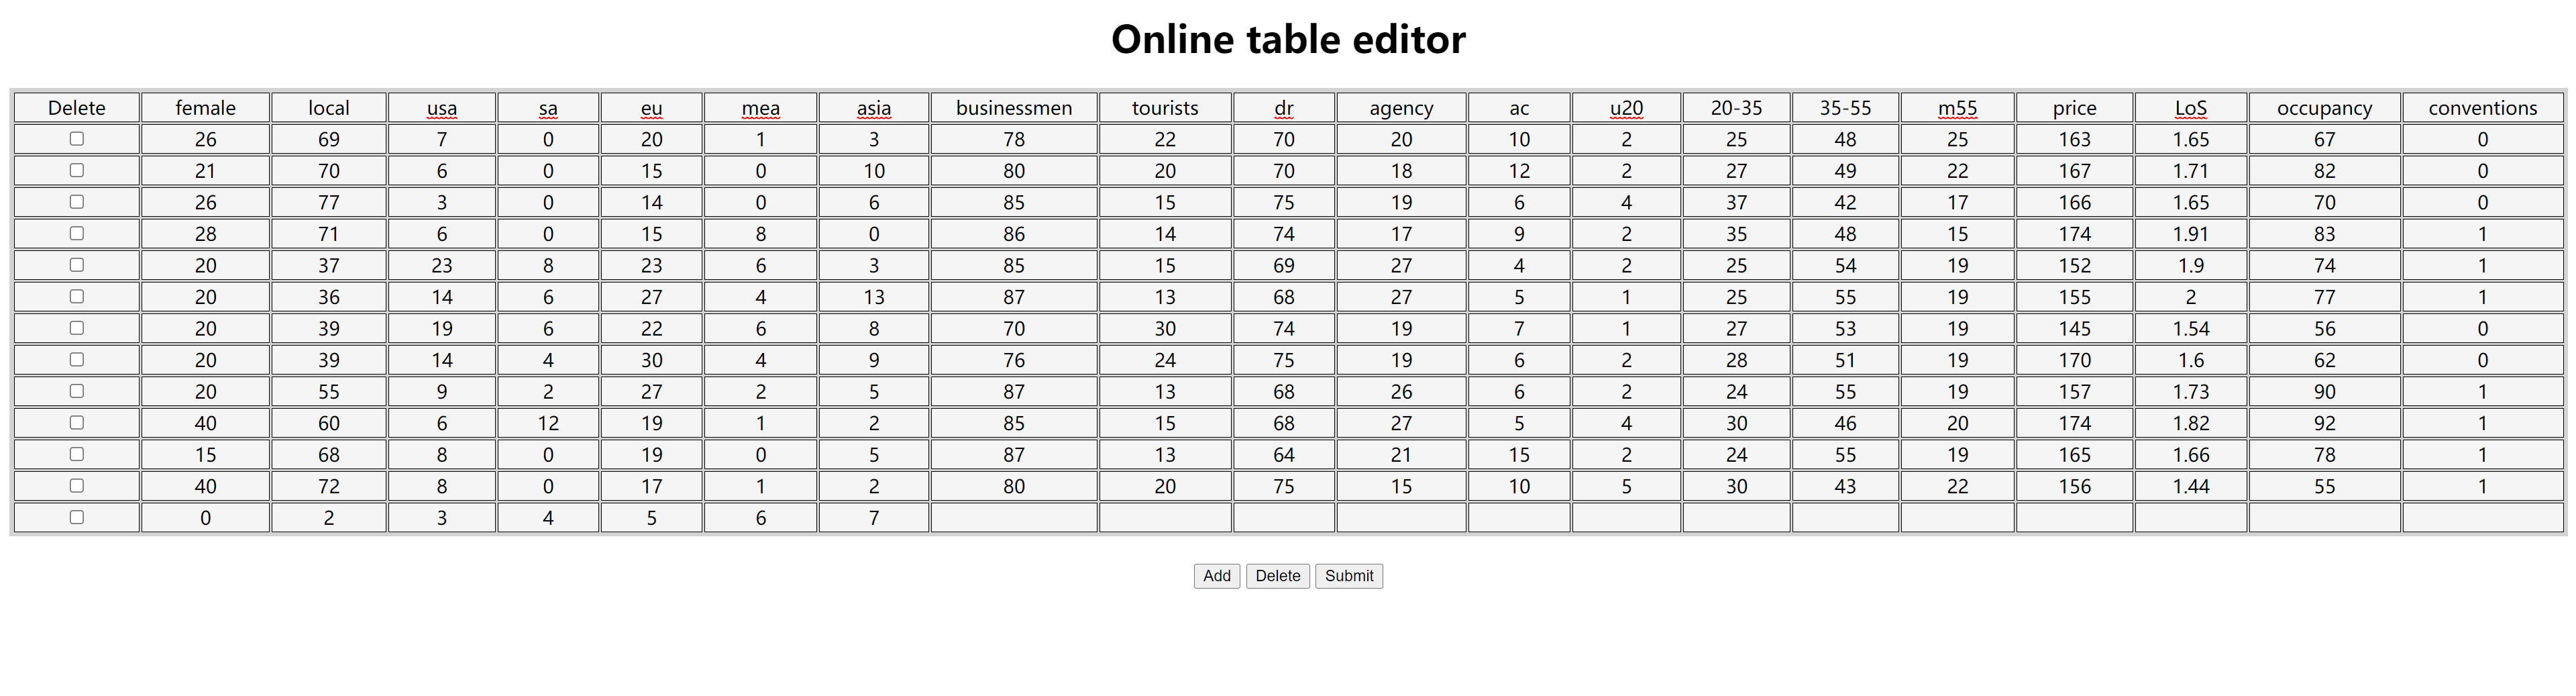 Online table editor
Delete female local usa sa eu mea asia businessmen tourists dr agency ac u20 20-35 35-55 m55 price LoS occupancy conventions
26 69 7 0 20 1 3 78 22 70 20 10 2 25 48 25 163 1.65 67 0
21 70 6 0 15 0 10 80 20 70 18 12 2 27 49 22 167 1.71 82 0
26 77 3 0 14 0 6 85 15 75 19 6 4 37 42 17 166 1.65 70 0
28 71 6 0 15 8 0 86 14 74 17 9 2 35 48 15 174 1.91 83 1
20 37 23 8 23 6 3 85 15 69 27 4 2 25 54 19 152 1.9 74 1
20 36 14 6 27 4 13 87 13 68 27 5 1 25 55 19 155 2 77 1
20 39 19 6 22 6 8 70 30 74 19 7 1 27 53 19 145 1.54 56 0
20 39 14 4 30 4 9 76 24 75 19 6 2 28 51 19 170 1.6 62 0
20 55 9 2 27 2 5 87 13 68 26 6 2 24 55 19 157 1.73 90 1
40 60 6 12 19 1 2 85 15 68 27 5 4 30 46 20 174 1.82 92 1
15 68 8 0 19 0 5 87 13 64 21 15 2 24 55 19 165 1.66 78 1
40 72 8 0 17 1 2 80 20 75 15 10 5 30 43 22 156 1.44 55 1
0 2 3 4 5 6 7
Add Delete Submit